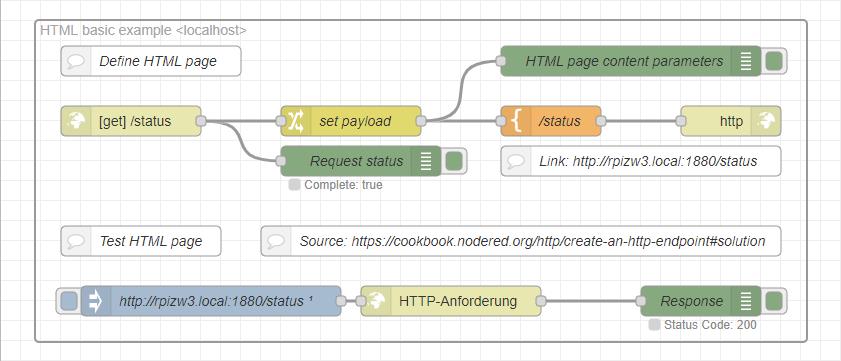 HTML basic example <localhost>
Define HTML page
HTML page content parameters
[get] /status
set payload
/status
http
Request status
Complete: true
Link: http://rpizw3.local:1880/status
Test HTML page
Source: https://cookbook.nodered.org/http/create-an-http-endpoint#solution
http://rpizw3.local:1880/status ¹
HTTP-Anforderung
Response
Status Code: 200